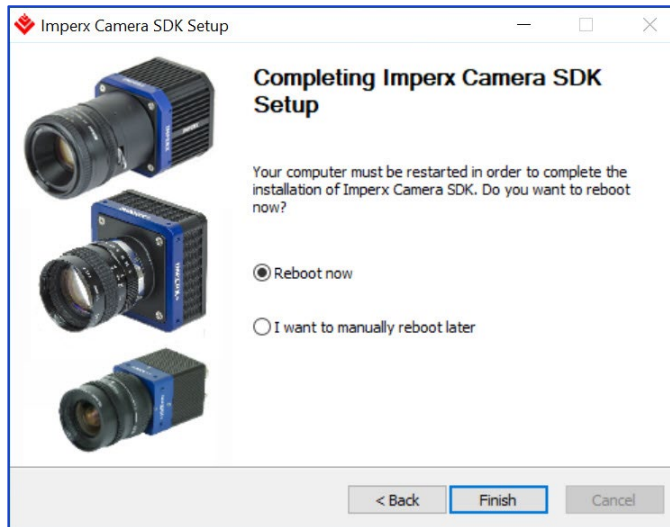 Imperx Camera SDK Setup
Completing Imperx Camera SDK
Setup
Your computer must be restarted in order to complete the
installation of Imperx Camera SDK. Do you want to reboot
now?
Reboot now
I want to manually reboot later
< Back
Finish
Cancel